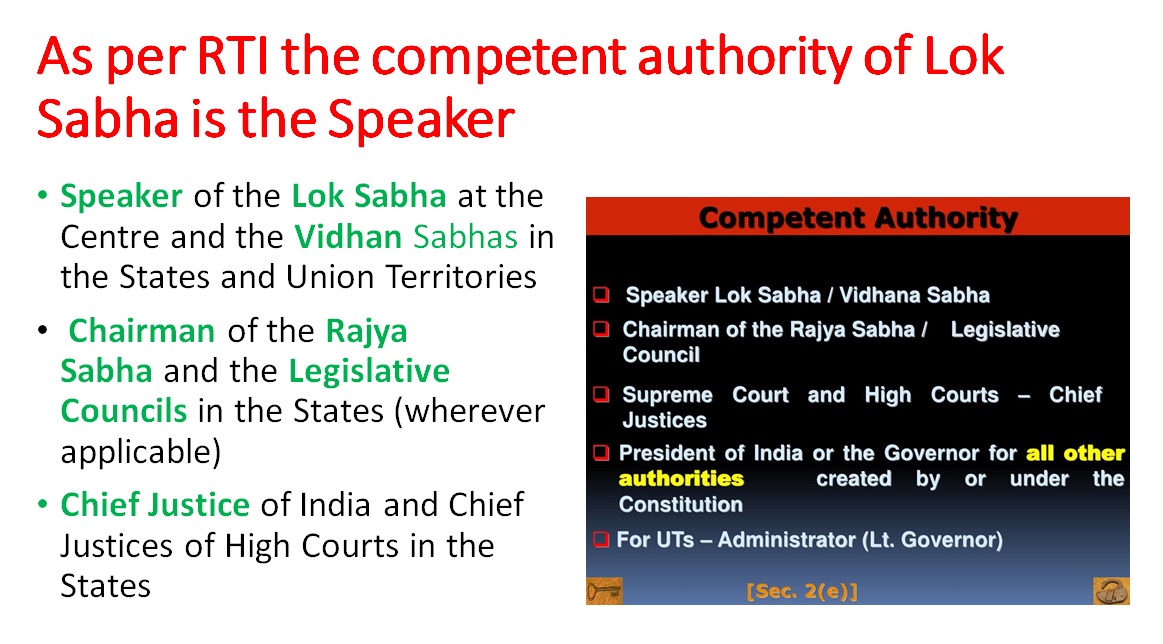 As per RTI the competent authority of Lok
Sabha is the Speaker
• Speaker of the Lok Sabha at the
Centre and the Vidhan Sabhas in
the States and Union Territories
• Chairman of the Rajya
Sabha and the Legislative
Councils in the States (wherever
applicable)
• Chief Justice of India and Chief
Justices of High Courts in the
States
Competent Authority
❑ Speaker Lok Sabha / Vidhana Sabha
❑ Chairman of the Rajya Sabha / Legislative
Council
❑ Supreme Court and High Courts – Chief
Justices
❑ President of India or the Governor for all other
authorities created by or under the
Constitution
❑ For UTs – Administrator (Lt. Governor)
[Sec. 2(e)]